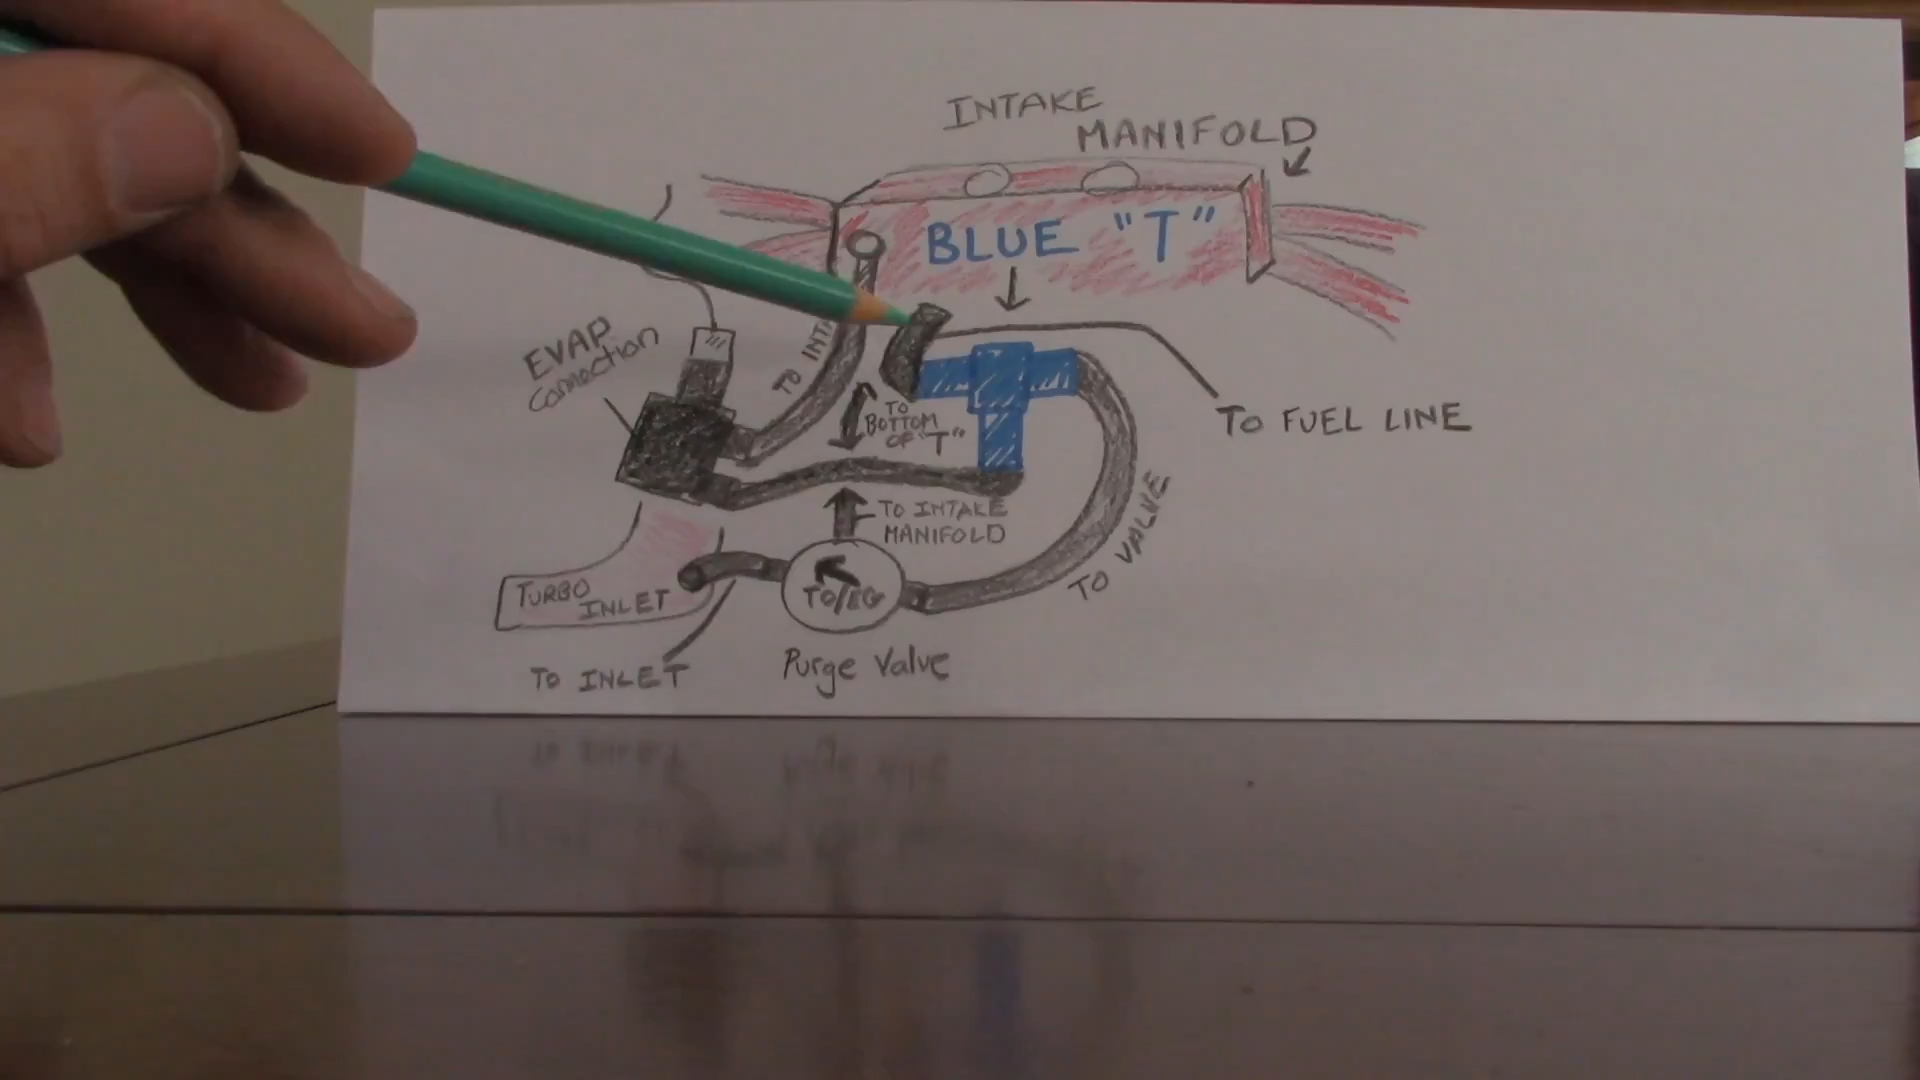 INTAKE
MANIFOLD
BLUE "T"
EVAP
Connection
TO
TO
BOTTOM
OF "T"
TO FUEL LINE
TO INTAKE
MANIFOLD
TO VALVE
TURBO
INLET
TO INLET
Purge Valve